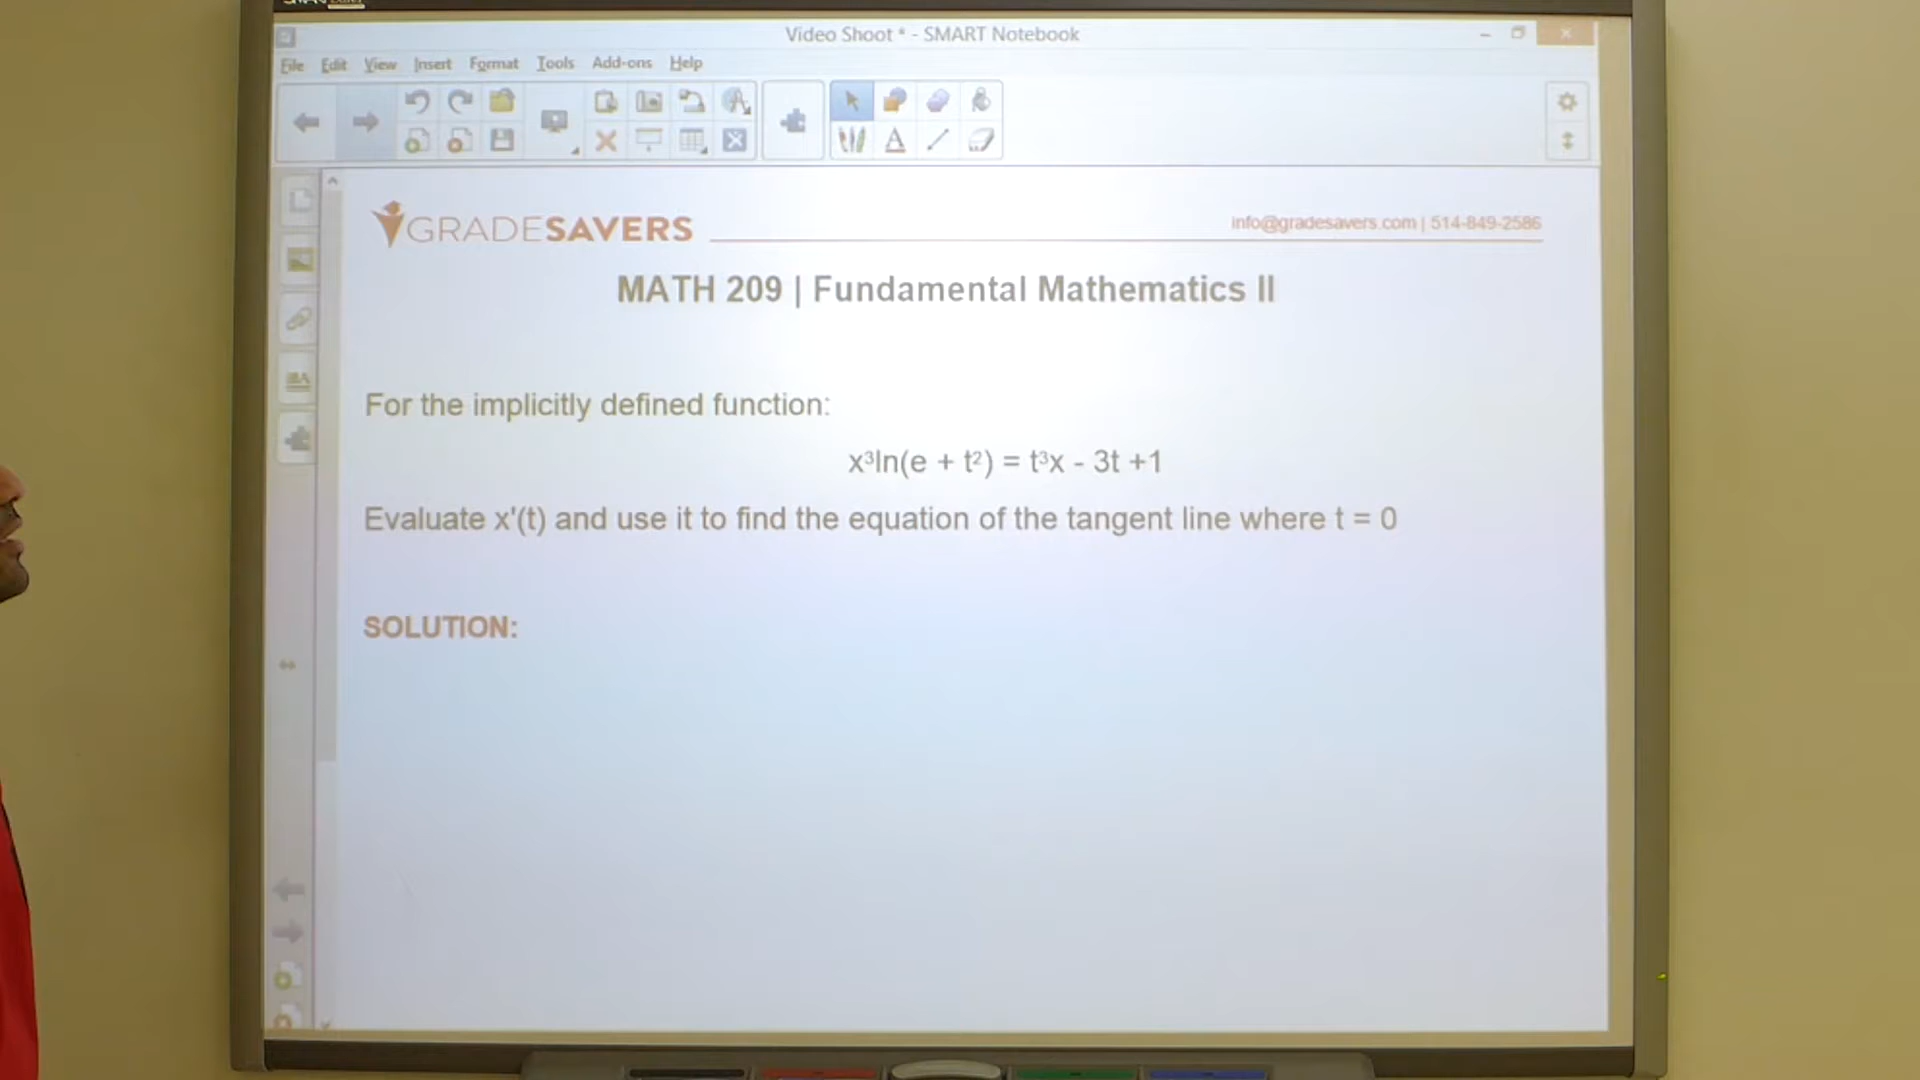 Video Shoot * - SMART Notebook
File Edit View Insert Format Tools Add-ons Help
GRADESAVERS
info@gradesavers.com | 514-849-2586
MATH 209 | Fundamental Mathematics II
For the implicitly defined function:
x³ln(e + t²) = t³x - 3t +1
Evaluate x'(t) and use it to find the equation of the tangent line where t = 0
SOLUTION: